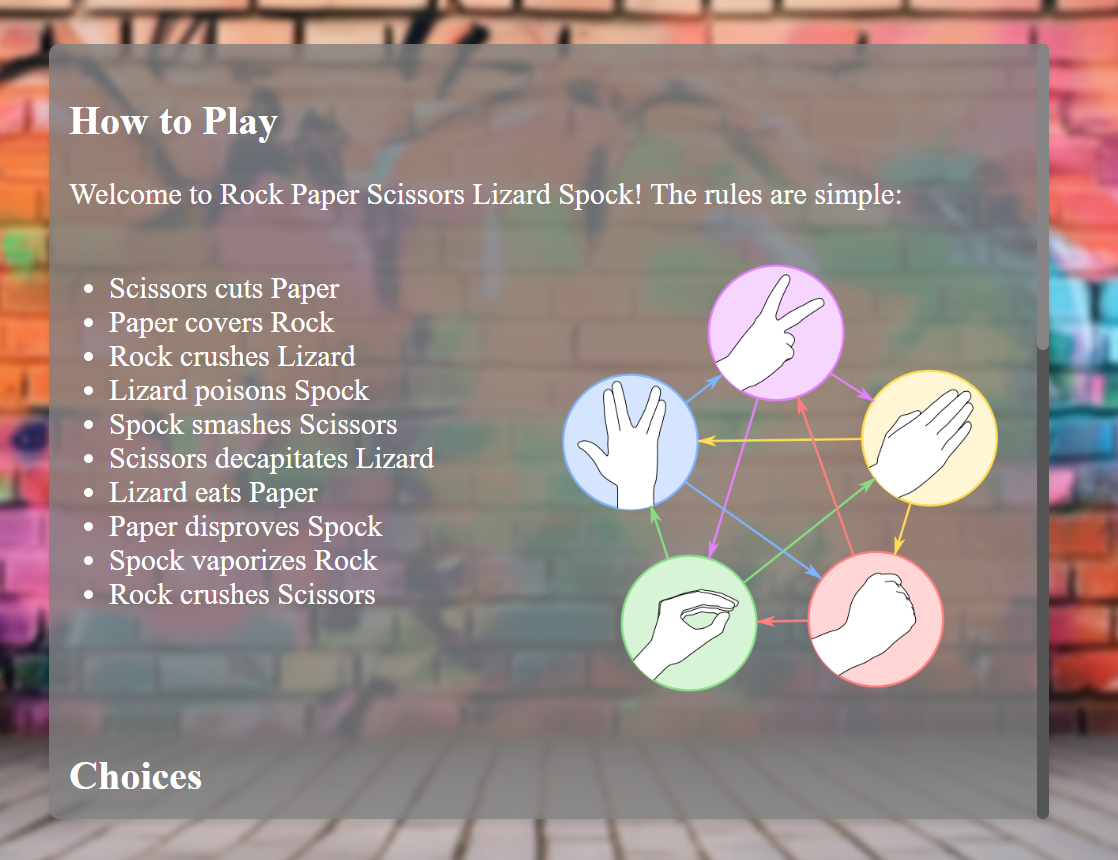 How to Play
Welcome to Rock Paper Scissors Lizard Spock! The rules are simple:
Scissors cuts Paper
Paper covers Rock
Rock crushes Lizard
Lizard poisons Spock
Spock smashes Scissors
Scissors decapitates Lizard
Lizard eats Paper
Paper disproves Spock
Spock vaporizes Rock
Rock crushes Scissors
Choices